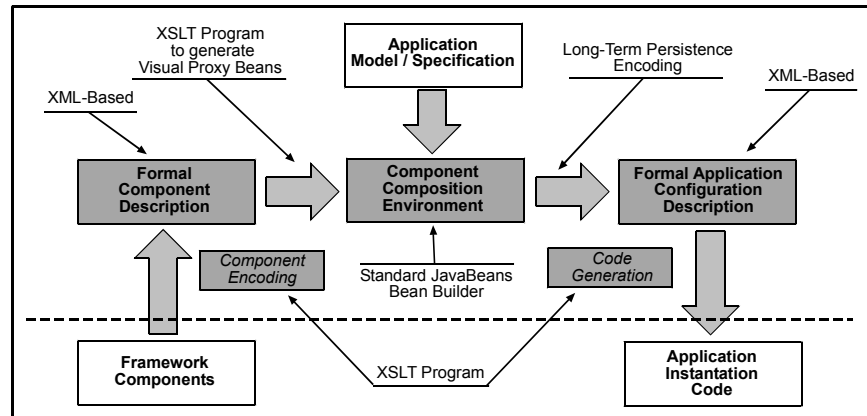 XSLT Program
to generate
Visual Proxy Beans
Application
Model / Specification
Long-Term Persistence
Encoding
XML-Based
XML-Based
Formal
Component
Description
Component
Composition
Environment
Formal Application
Configuration
Description
Component
Encoding
Standard JavaBeans
Bean Builder
Code
Generation
Framework
Components
XSLT Program
Application
Instantation
Code